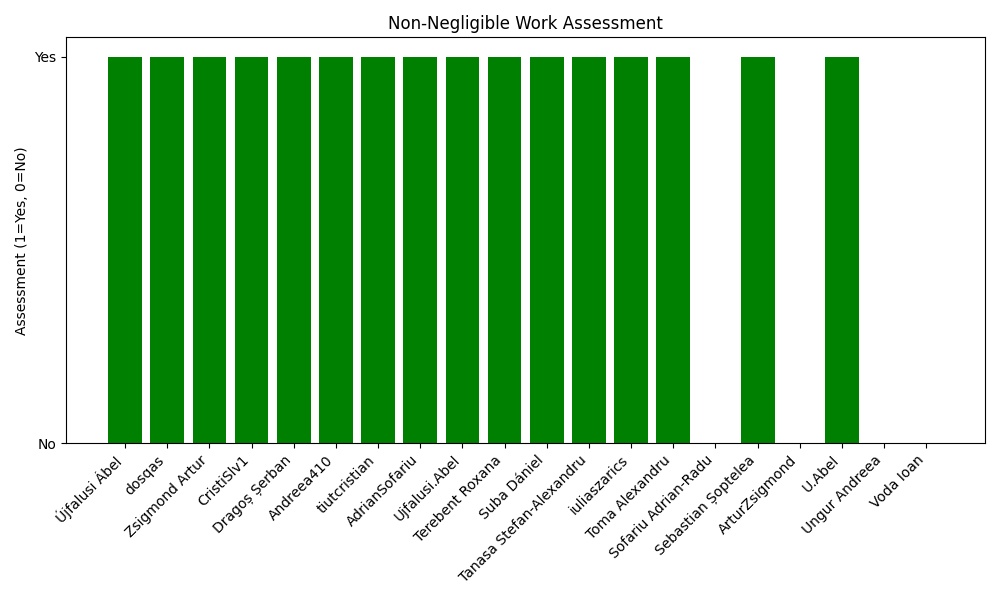 Non-Negligible Work Assessment
Assessment (1=Yes, 0=No)
Yes
No
Újfalusi Ábel
dosqas
Zsigmond Artur
CristiSlv1
Dragoș Șerban
Andreea410
tiutcristian
AdrianSofariu
Ujfalusi Abel
Terebent Roxana
Suba Dániel
Tanasa Stefan-Alexandru
iuliaszarics
Toma Alexandru
Sofariu Adrian-Radu
Sebastian Șoptelea
ArturZsigmond
U.Abel
Ungur Andreea
Voda Ioan